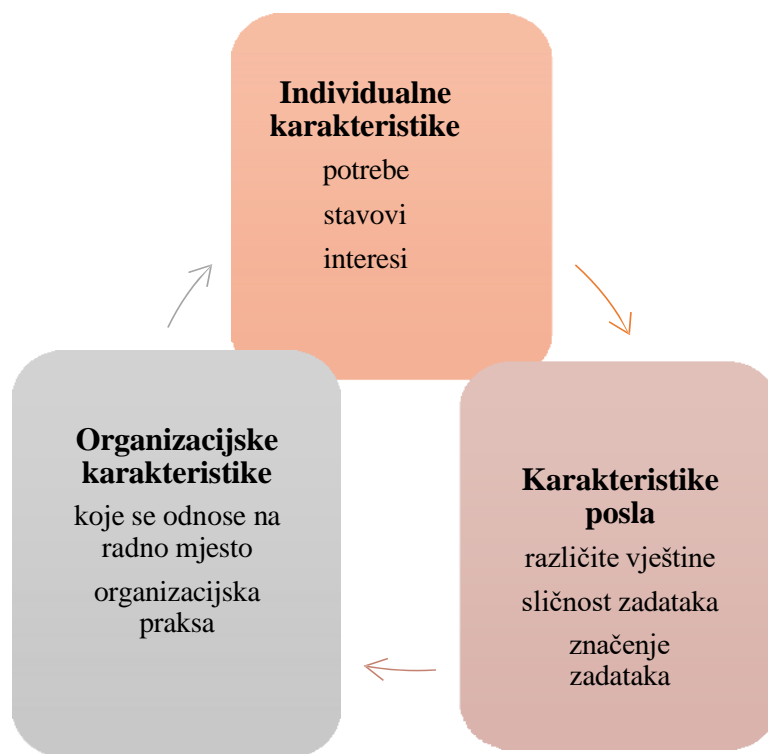 Individualne
karakteristike
potrebe
stavovi
interesi
Organizacijske
karakteristike
koje se odnose na
radno mjesto
organizacijska
praksa
Karakteristike
posla
različite vještine
sličnost zadataka
značenje
zadataka